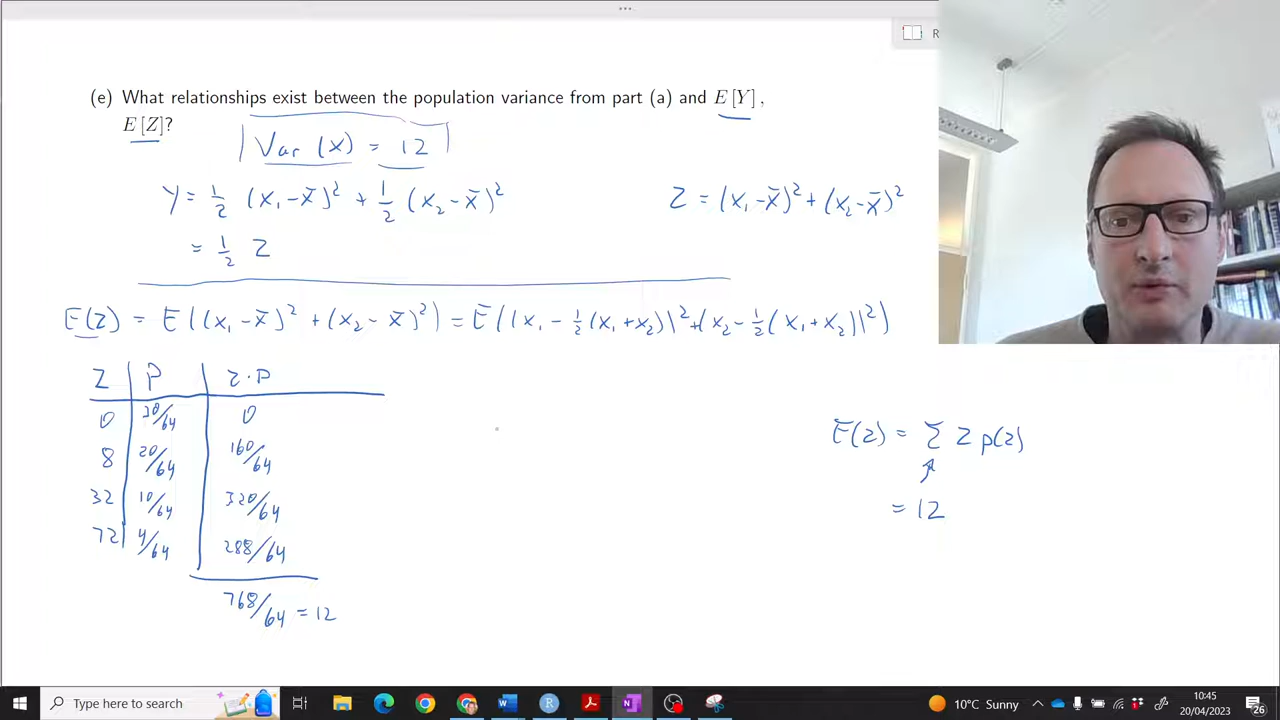 (e) What relationships exist between the population variance from part (a) and E [Y] ,
E [Z]?
Var (X) = 12
Y = 1/2 (x₁-x̄)² + 1/2 (x₂-x̄)²
Z = (x₁-x̄)² + (x₂-x̄)²
= 1/2 Z
E(Z) = E((x₁-x̄)² + (x₂-x̄)²) = E((x₁ - 1/2(x₁+x₂))² + (x₂ - 1/2(x₁+x₂))²)
Z | P | Z·P
0 | 30/64 | 0
8 | 20/64 | 160/64
32 | 10/64 | 320/64
72 | 4/64 | 288/64
768/64 = 12
E(Z) = Σ Z p(Z)
= 12
R
Type here to search
10°C Sunny
10:45
20/04/2023
26